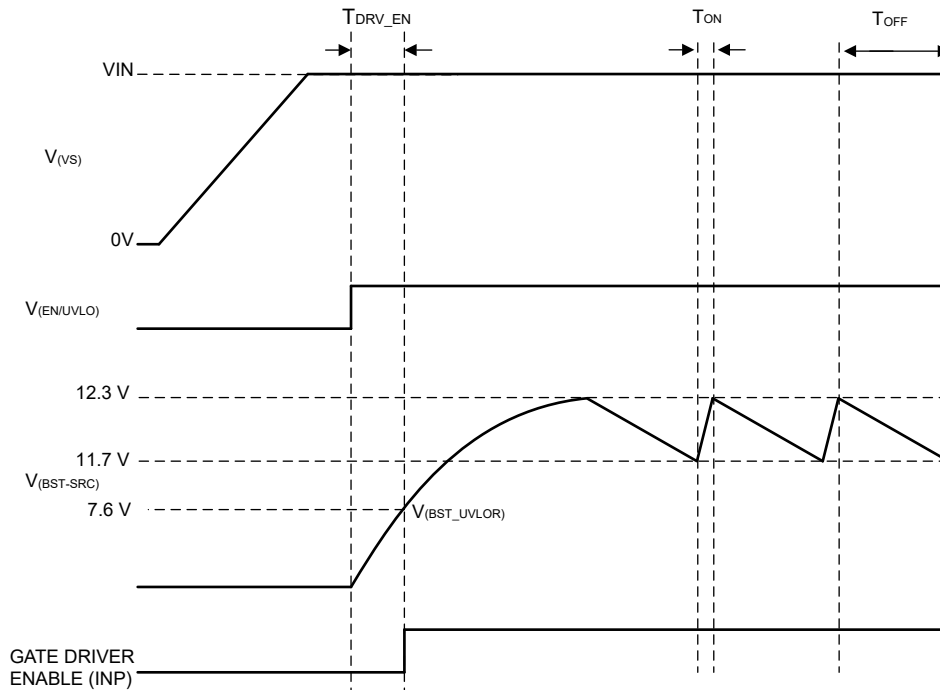 TDRV_EN
TON
TOFF
VIN
V(VS)
0V
V(EN/UVLO)
12.3 V
11.7 V
V(BST-SRC)
7.6 V
V(BST_UVLOR)
GATE DRIVER
ENABLE (INP)